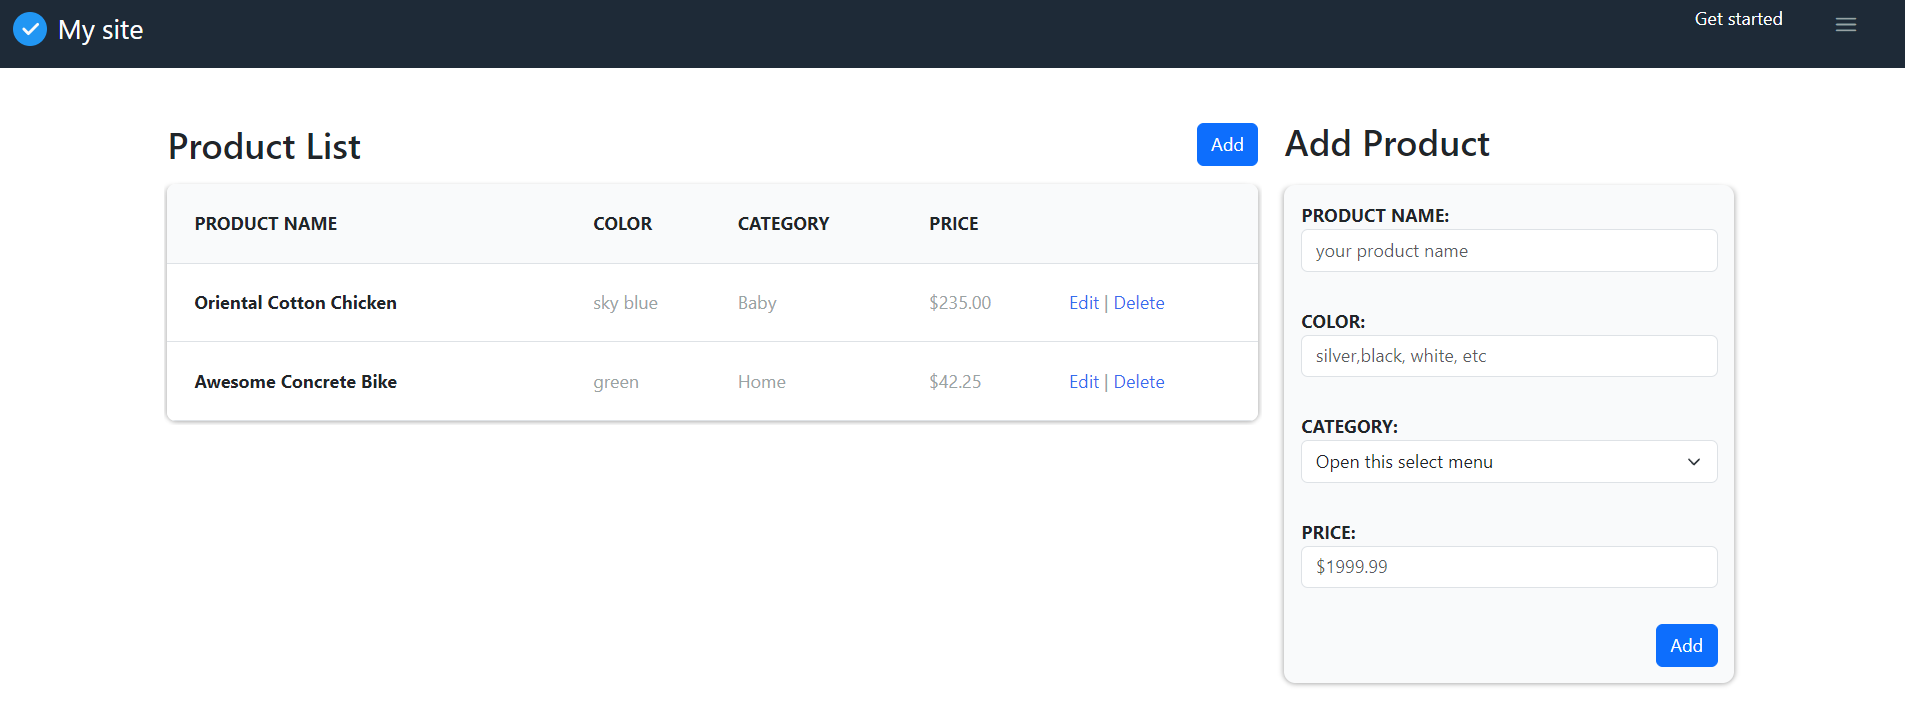 My site
Get started
Product List
Add
PRODUCT NAME COLOR CATEGORY PRICE
Oriental Cotton Chicken sky blue Baby $235.00 Edit | Delete
Awesome Concrete Bike green Home $42.25 Edit | Delete
Add Product
PRODUCT NAME:
your product name
COLOR:
silver,black, white, etc
CATEGORY:
Open this select menu
PRICE:
$1999.99
Add